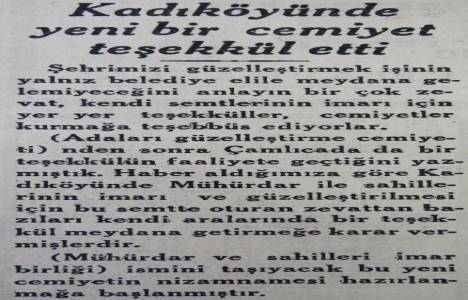 Kadıköyünde
yeni bir cemiyet
teşekkül etti
Şehrimizi güzelleştirmek işinin
yalnız belediye elile meydana ge-
lemiyeceğini anlayın bir çok ze-
vat, kendi semtlerinin imarı için
yer yer teşekküller, cemiyetler
kurmağa teşebbüs ediyorlar.
(Adaları güzelleştirme cemiye-
ti) nden sonra Çamlıcada da bir
teşekkülün faaliyete geçtiğini yaz-
mıştık. Haber aldığımıza göre Ka-
dıköyünde Mühürdar ile sahille-
rinin imarı ve güzelleştirilmesi
için bu semtte oturan zevattan ba-
zıları kendi aralarında bir teşek-
kül meydana getirmeğe karar ver-
mişlerdir.
(Mühürdar ve sahilleri imar
birliği) ismini taşıyacak bu yeni
cemiyetin nizamnamesi hazırlan-
mağa başlanmıştır.